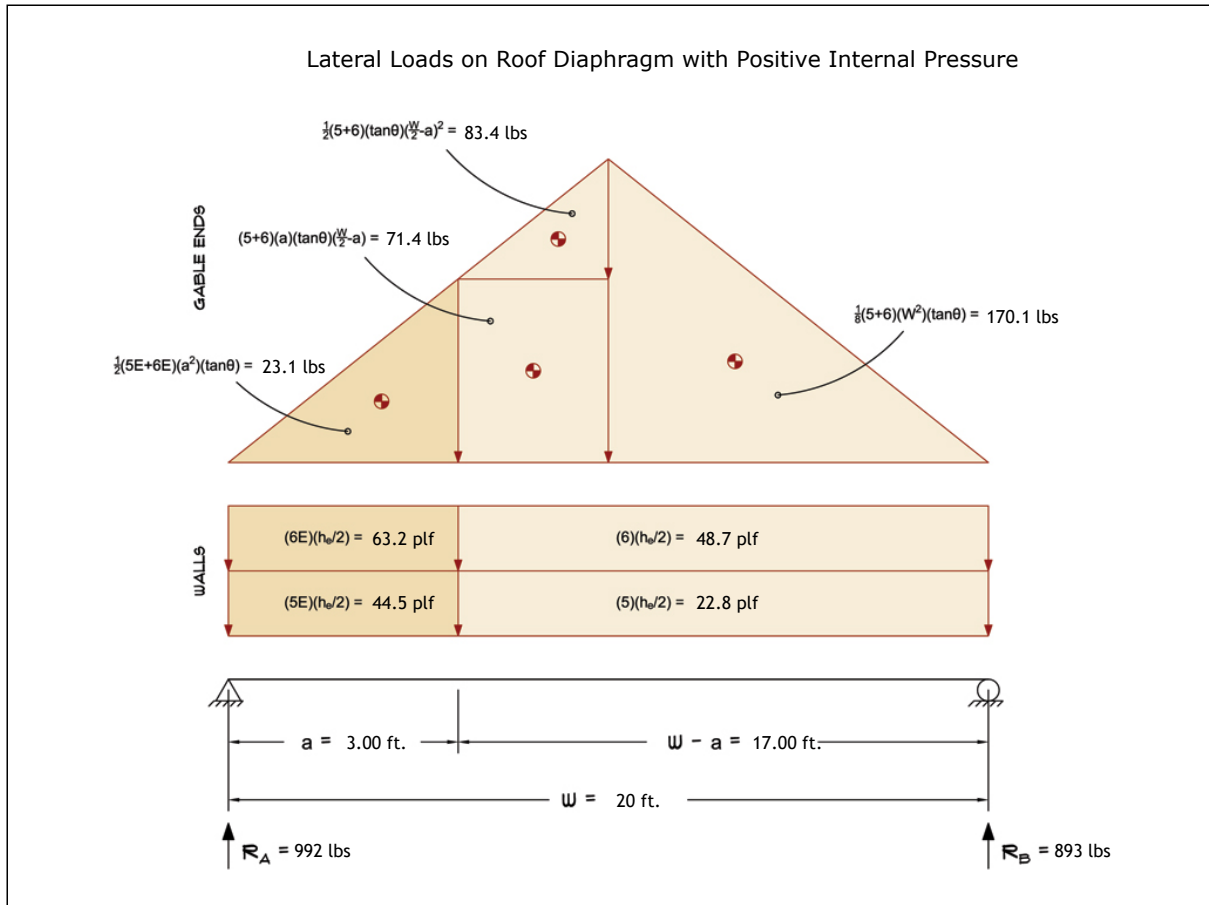 Lateral Loads on Roof Diaphragm with Positive Internal Pressure
½(5+6)(tanθ)(W/2-a)² = 83.4 lbs
GABLE ENDS
(5+6)(a)(tanθ)(W/2-a) = 71.4 lbs
⅛(5+6)(W²)(tanθ) = 170.1 lbs
½(5E+6E)(a²)(tanθ) = 23.1 lbs
WALLS
(6E)(hₑ/2) = 63.2 plf
(6)(hₑ/2) = 48.7 plf
(5E)(hₑ/2) = 44.5 plf
(5)(hₑ/2) = 22.8 plf
a = 3.00 ft.
W - a = 17.00 ft.
W = 20 ft.
R_A = 992 lbs
R_B = 893 lbs